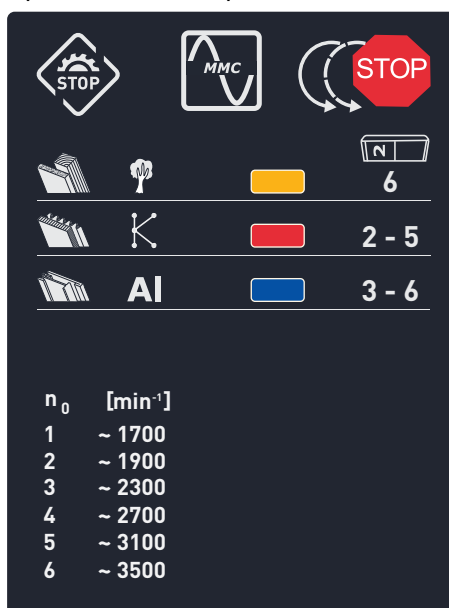 STOP MMC STOP
2
6
2 - 5
Al 3 - 6
n 0 [min-1]
1 ~ 1700
2 ~ 1900
3 ~ 2300
4 ~ 2700
5 ~ 3100
6 ~ 3500